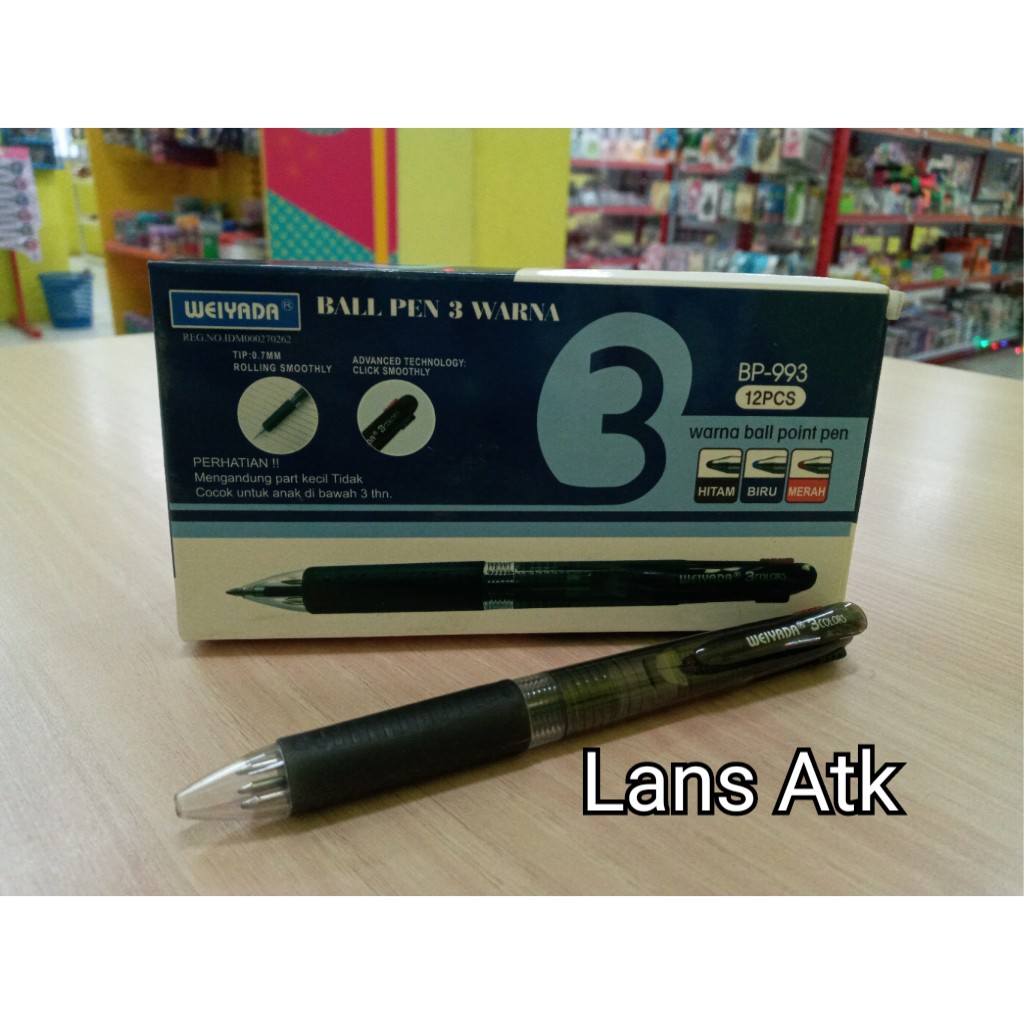 WEIYADA®
BALL PEN 3 WARNA
REG.NO.IDM000270262
TIP:0.7MM
ROLLING SMOOTHLY
ADVANCED TECHNOLOGY:
CLICK SMOOTHLY
3
BP-993
12PCS
warna ball point pen
HITAM BIRU MERAH
PERHATIAN !!
Mengandung part kecil Tidak
Cocok untuk anak di bawah 3 thn.
WEIYADA® 3COLORS
WEIYADA® 3COLORS
Lans Atk